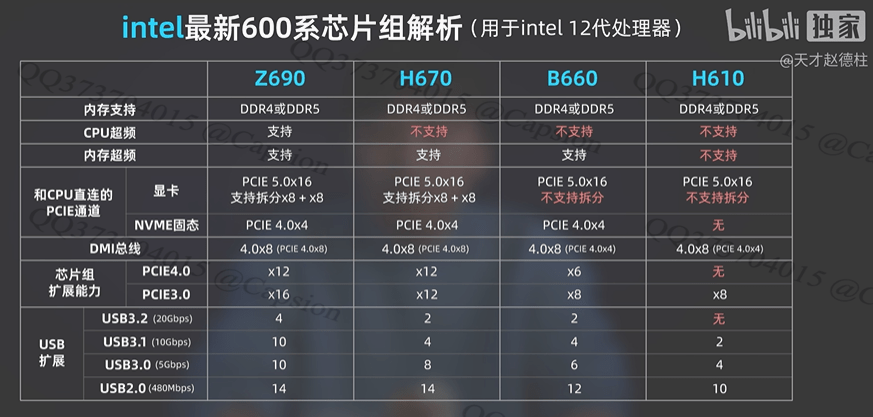 intel最新600系芯片组解析（用于intel 12代处理器）
bilibili 独家
@天才赵德柱
Z690 H670 B660 H610
内存支持 DDR4或DDR5 DDR4或DDR5 DDR4或DDR5 DDR4或DDR5
CPU超频 支持 不支持 不支持 不支持
内存超频 支持 支持 支持 不支持
和CPU直连的
PCIE通道
显卡
PCIE 5.0x16 PCIE 5.0x16 PCIE 5.0x16 PCIE 5.0x16
支持拆分x8 + x8 支持拆分x8 + x8 不支持拆分 不支持拆分
NVME固态 PCIE 4.0x4 PCIE 4.0x4 PCIE 4.0x4 无
DMI总线 4.0x8 (PCIE 4.0x8) 4.0x8 (PCIE 4.0x8) 4.0x8 (PCIE 4.0x4) 4.0x8 (PCIE 4.0x4)
芯片组
扩展能力
PCIE4.0 x12 x12 x6 无
PCIE3.0 x16 x12 x8 x8
USB
扩展
USB3.2 (20Gbps) 4 2 2 无
USB3.1 (10Gbps) 10 4 4 2
USB3.0 (5Gbps) 10 8 6 4
USB2.0 (480Mbps) 14 14 12 10
QQ373704015 @Capsion